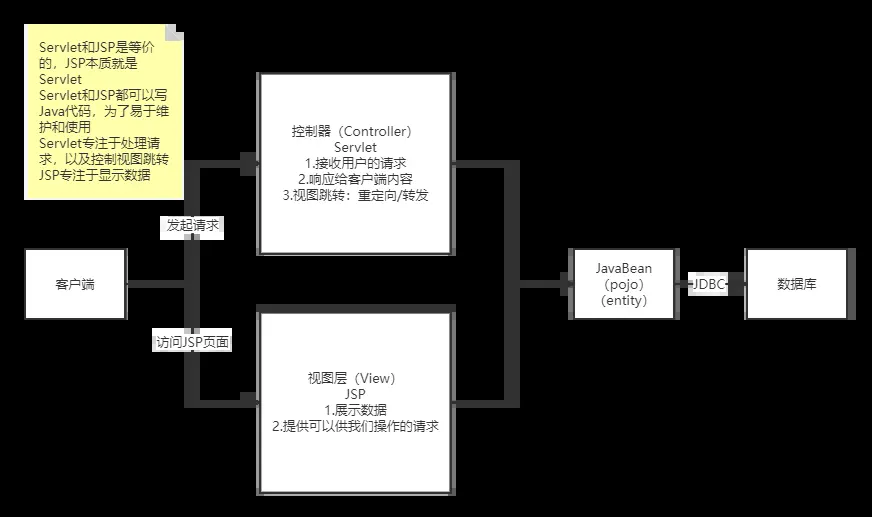 Servlet和JSP是等价
的，JSP本质就是
Servlet
Servlet和JSP都可以写
Java代码，为了易于维
护和使用
Servlet专注于处理请
求，以及控制视图跳转
JSP专注于显示数据
控制器（Controller）
Servlet
1.接收用户的请求
2.响应给客户端内容
3.视图跳转：重定向/转发
发起请求
客户端
JavaBean
（pojo）
（entity）
JDBC
数据库
访问JSP页面
视图层（View）
JSP
1.展示数据
2.提供可以供我们操作的请求